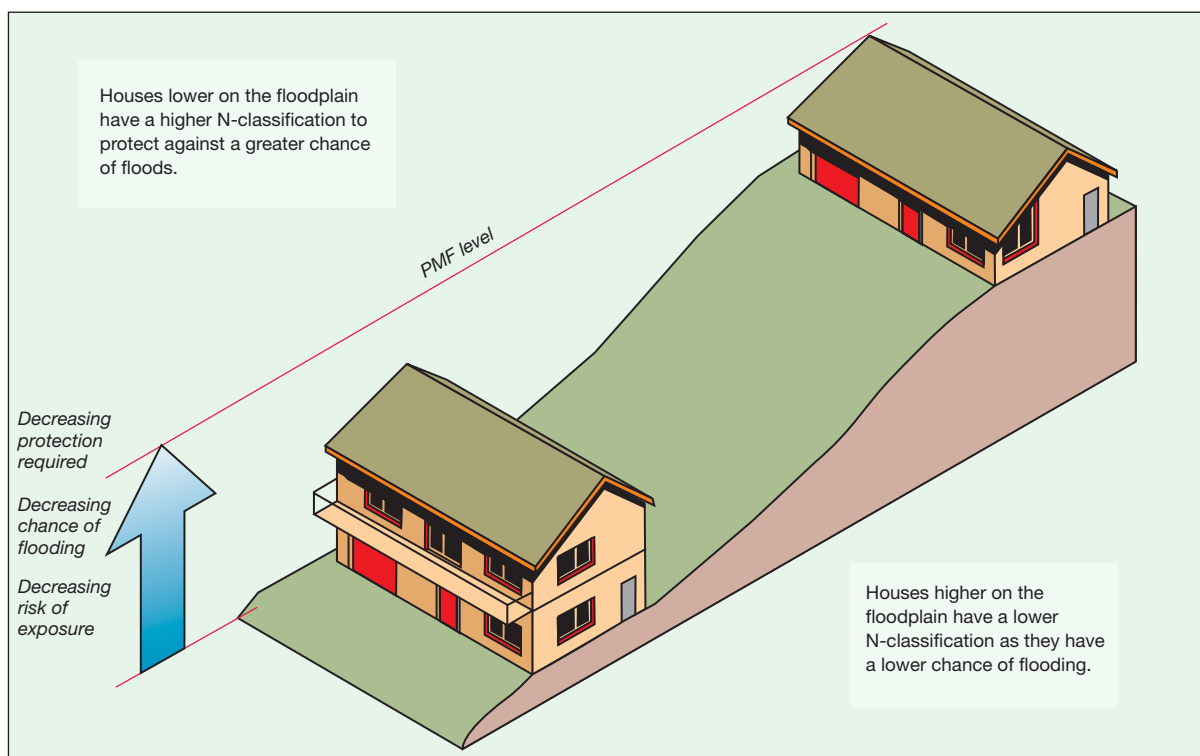 Houses lower on the floodplain
have a higher N-classification to
protect against a greater chance
of floods.
PMF level
Decreasing
protection
required
Decreasing
chance of
flooding
Decreasing
risk of
exposure
Houses higher on the
floodplain have a lower
N-classification as they have
a lower chance of flooding.